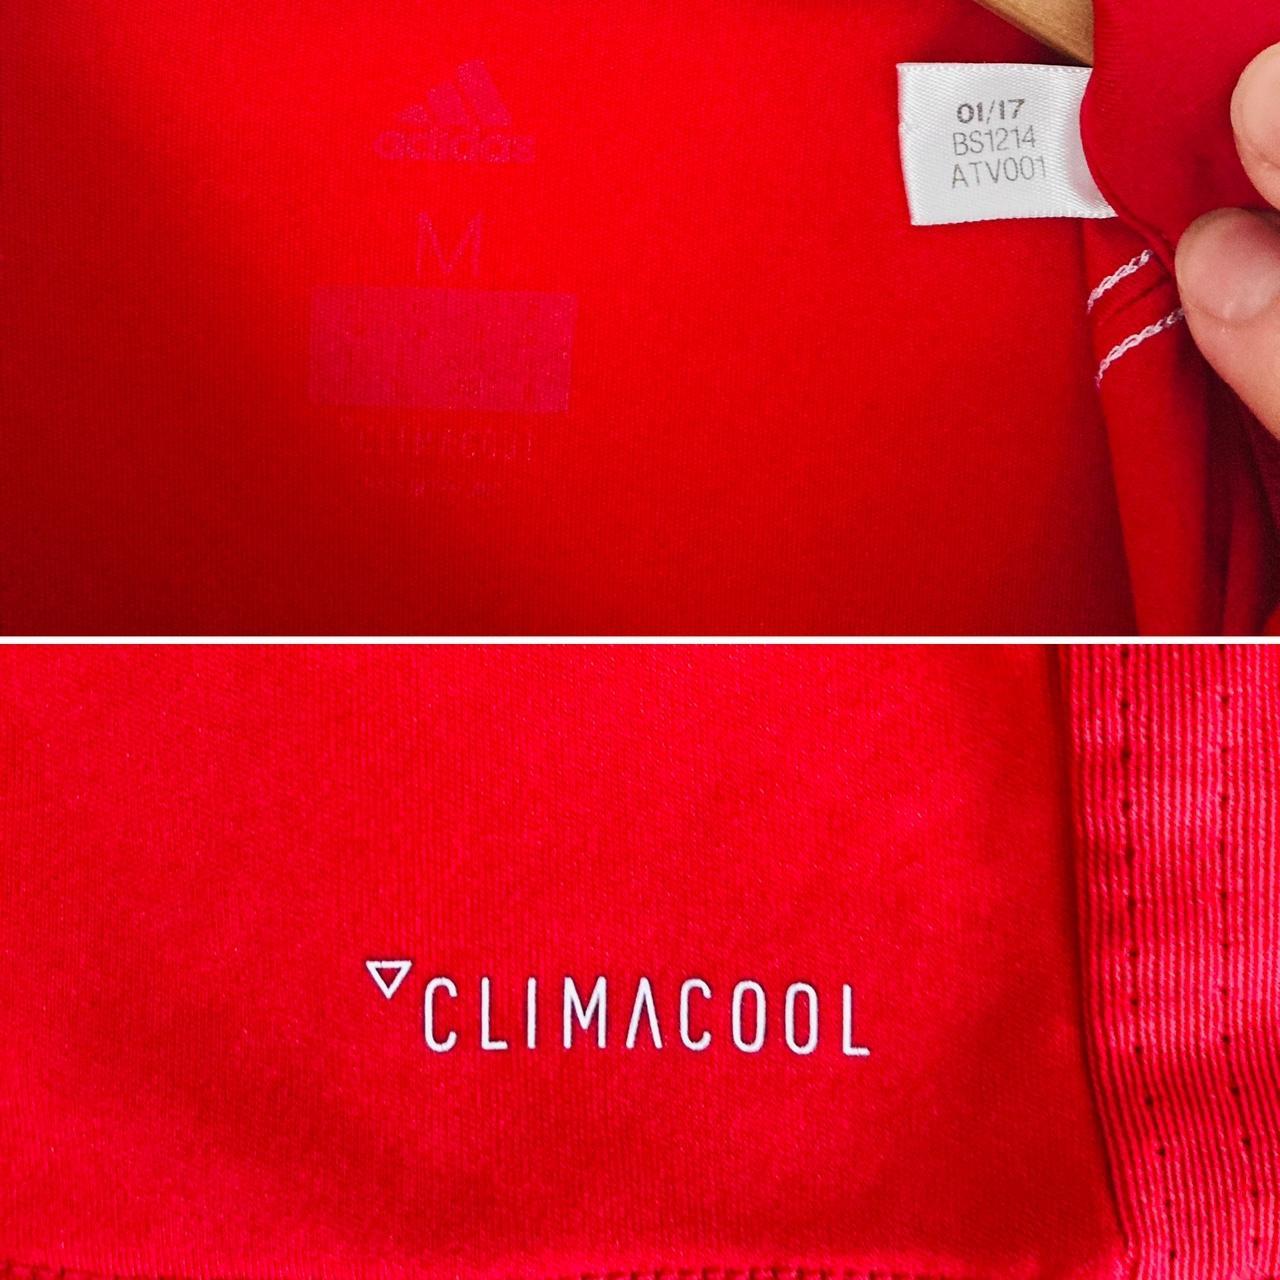 adidas
M
CLIMACOOL
01/17
BS1214
ATV001
CLIMACOOL